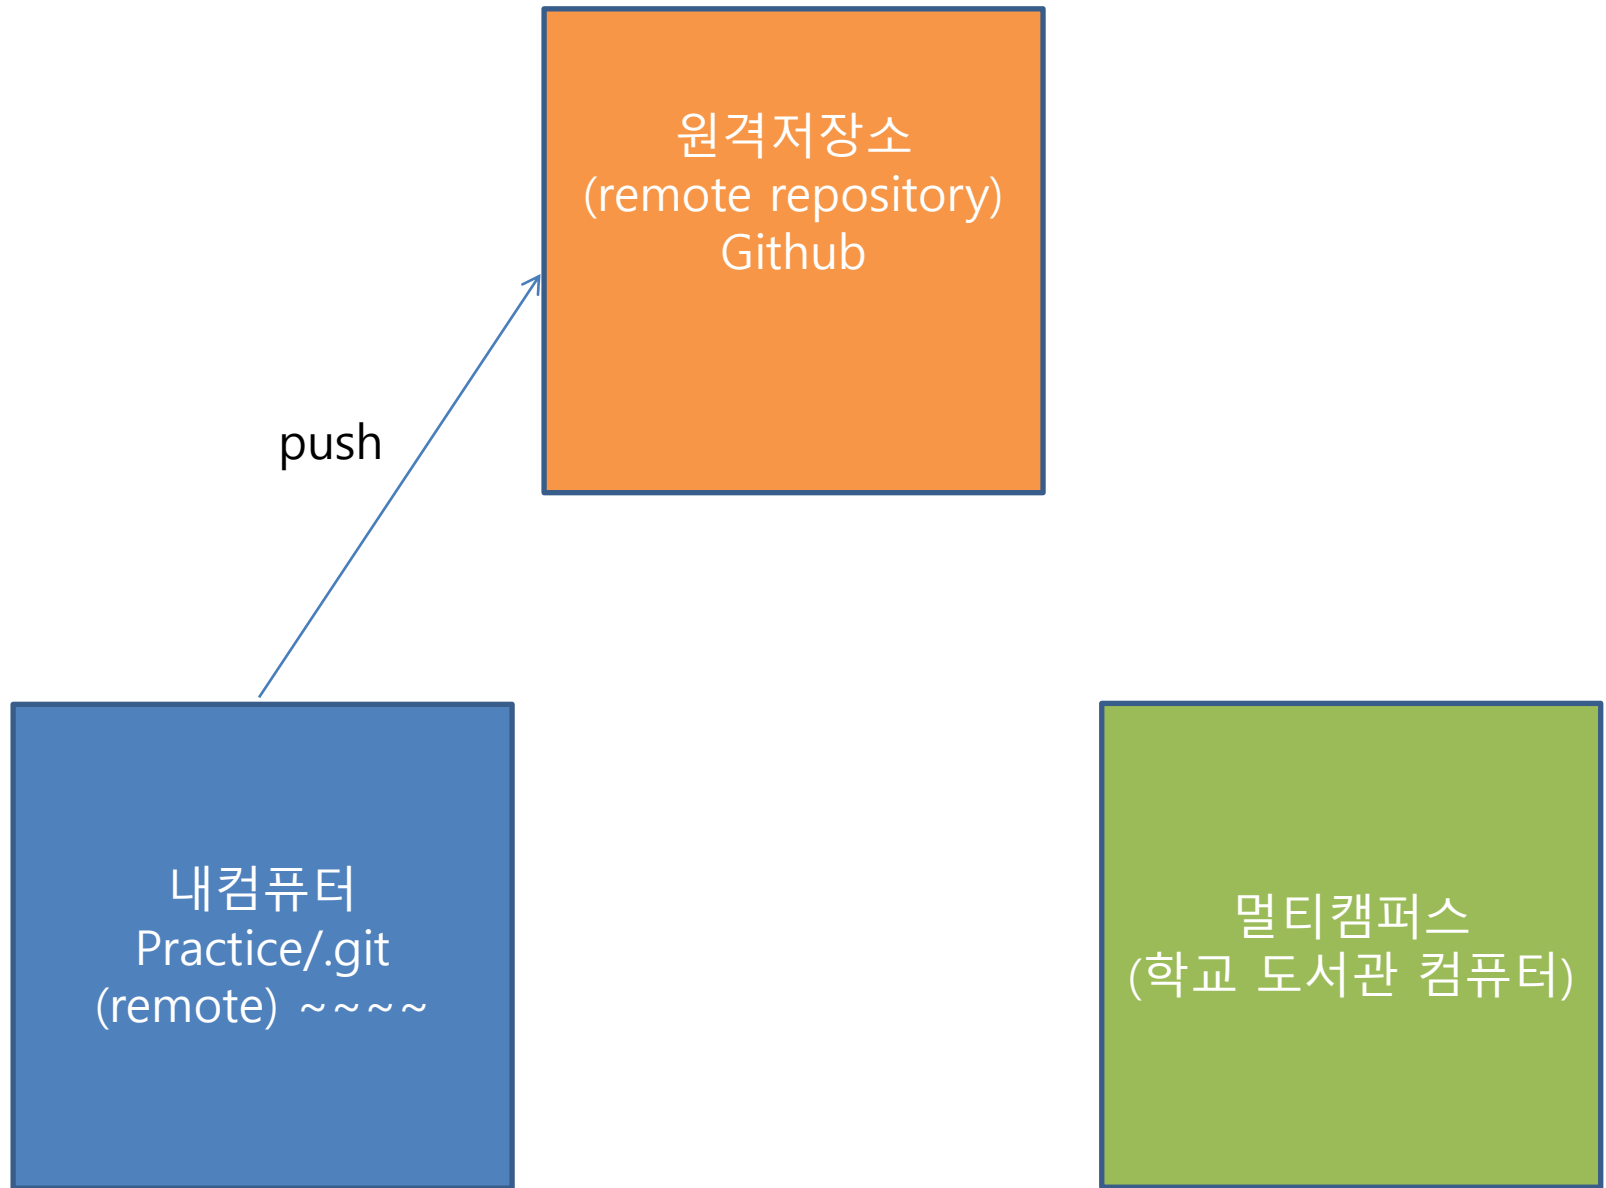 원격저장소
(remote repository)
Github
push
내컴퓨터
Practice/.git
(remote) ~~~~
멀티캠퍼스
(학교 도서관 컴퓨터)